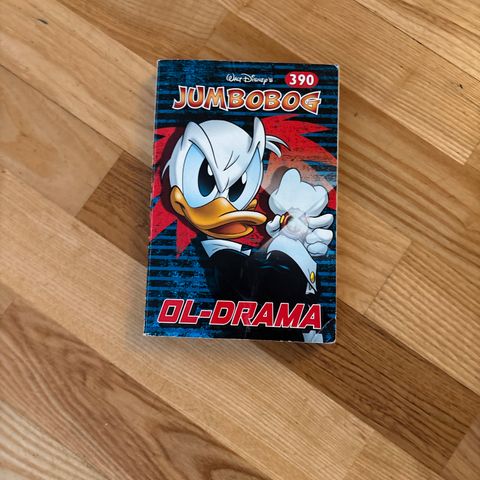 WALT DISNEY'S
390
JUMBOBOG
OL-DRAMA